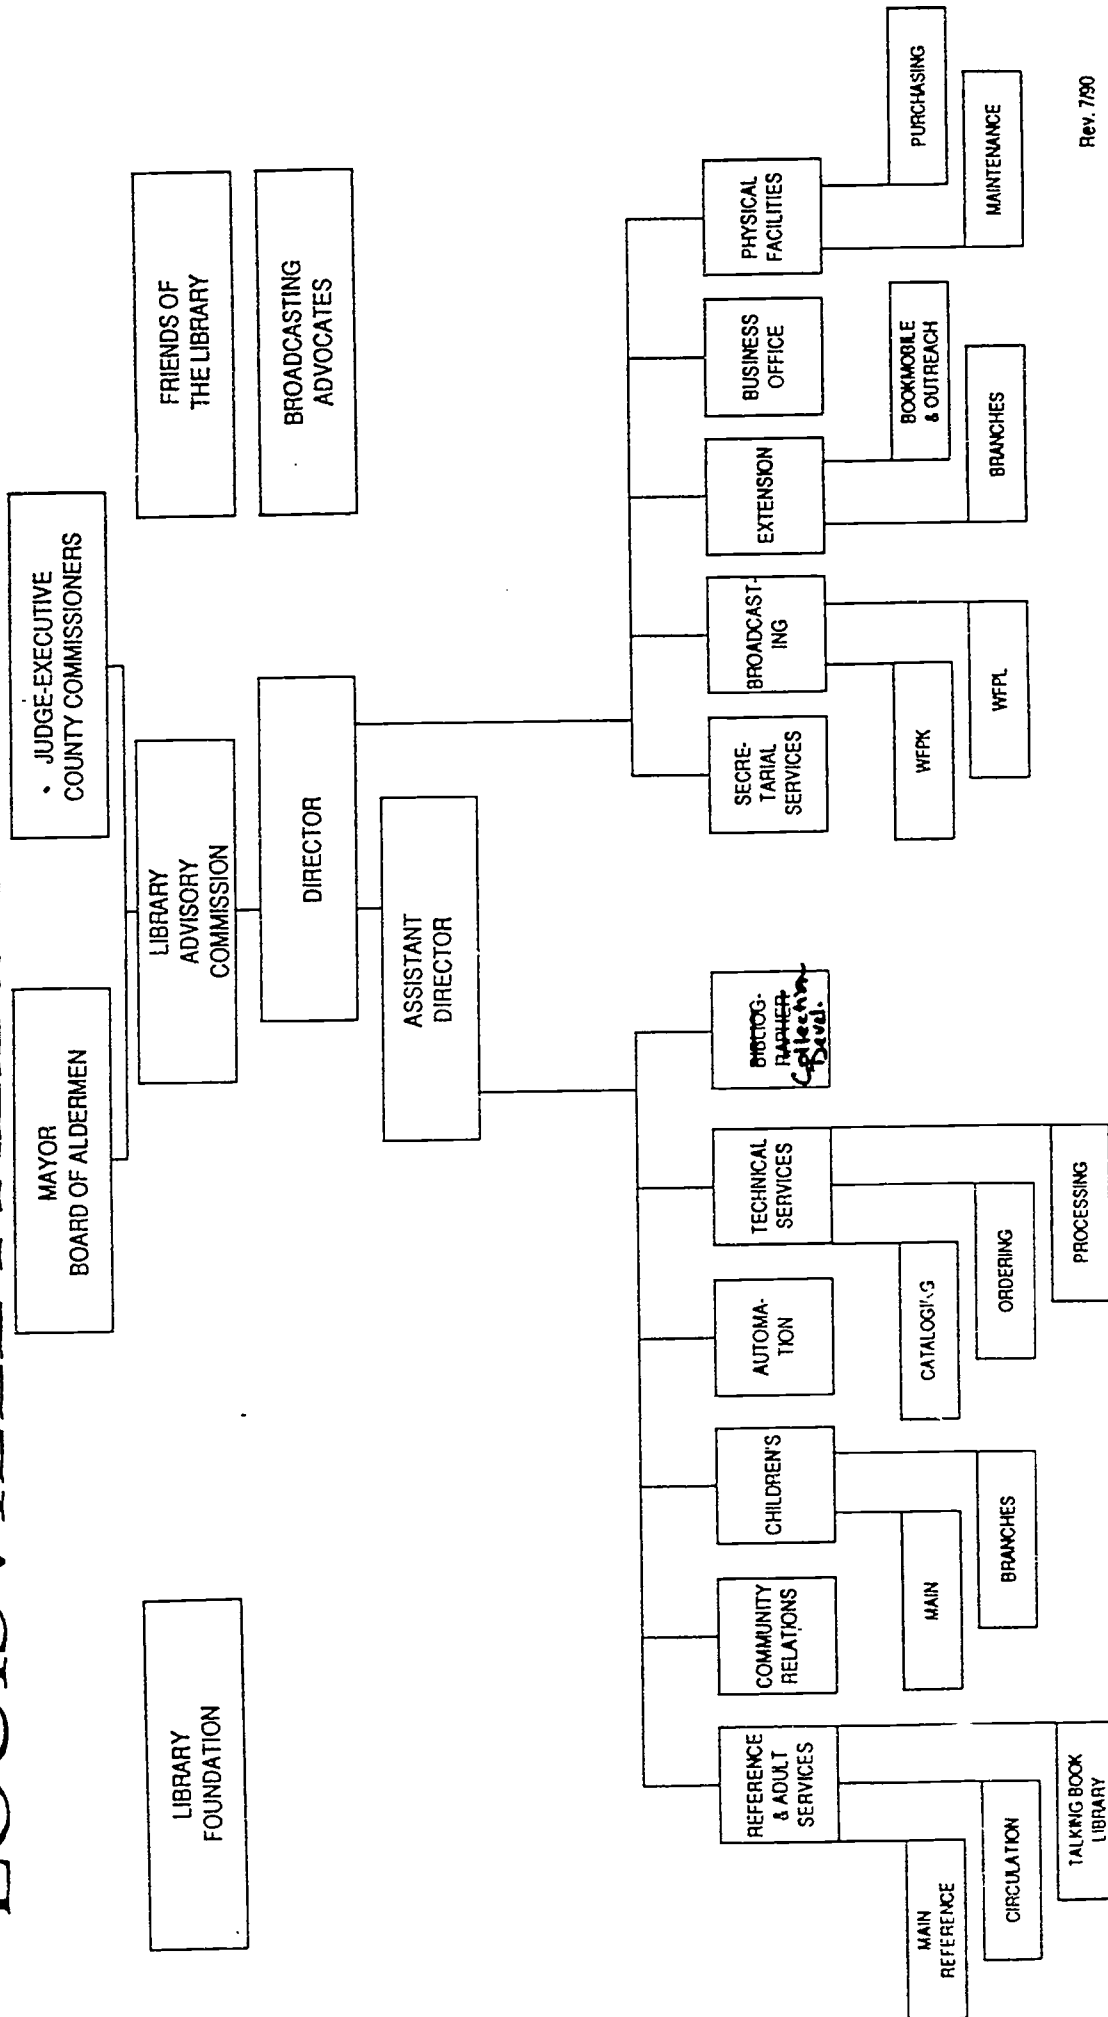 MAYOR
BOARD OF ALDERMEN
• JUDGE-EXECUTIVE
COUNTY COMMISSIONERS
LIBRARY
FOUNDATION
LIBRARY
ADVISORY
COMMISSION
FRIENDS OF
THE LIBRARY
DIRECTOR
BROADCASTING
ADVOCATES
ASSISTANT
DIRECTOR
REFERENCE
& ADULT
SERVICES
COMMUNITY
RELATIONS
CHILDREN'S
AUTOMA-
TION
TECHNICAL
SERVICES
BIBLIOG-
RAPHER
Collection
Devel.
SECRE-
TARIAL
SERVICES
BROADCAST-
ING
EXTENSION
BUSINESS
OFFICE
PHYSICAL
FACILITIES
MAIN
REFERENCE
MAIN
CATALOGING
WFPK
BOOKMOBILE
& OUTREACH
PURCHASING
CIRCULATION
BRANCHES
ORDERING
WFPL
BRANCHES
MAINTENANCE
TALKING BOOK
LIBRARY
PROCESSING
Rev. 7/90